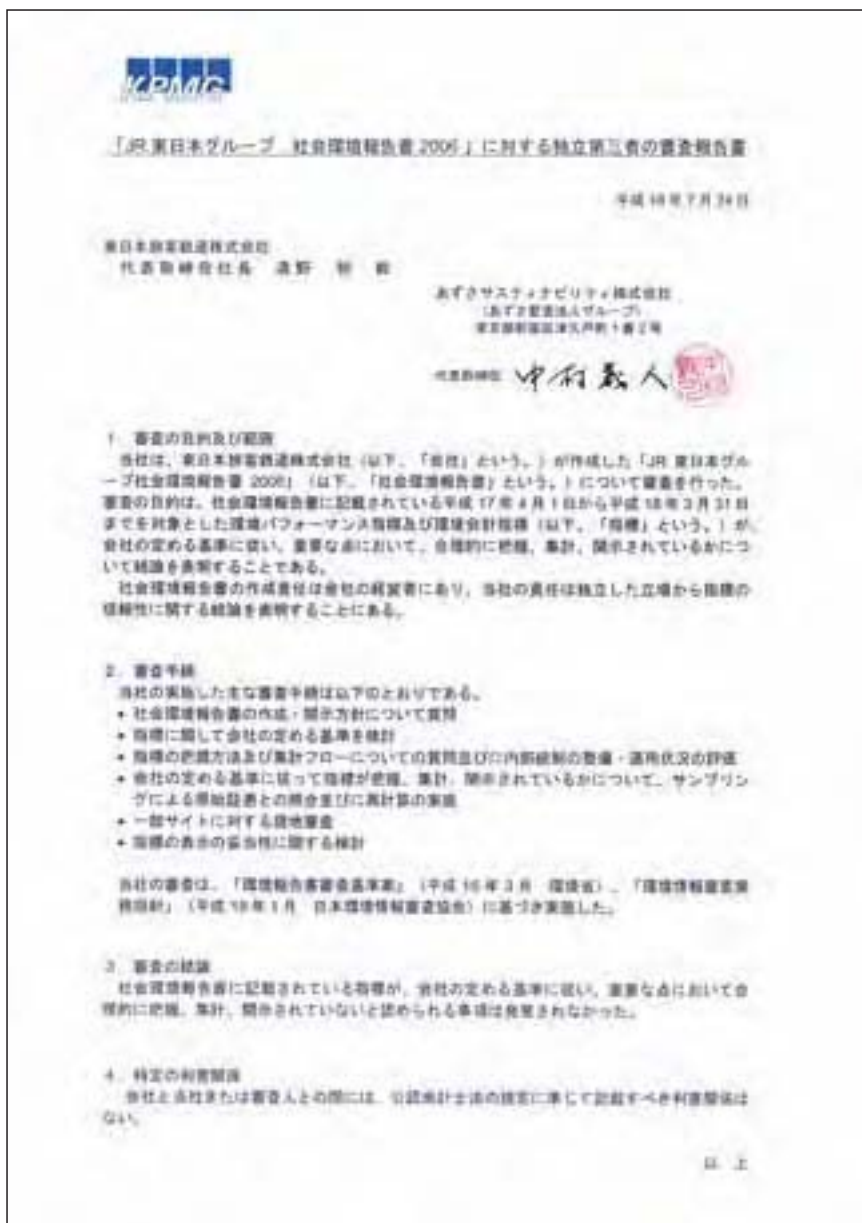 KPMG
「JR東日本グループ 社会環境報告書2006」に対する独立第三者の審査報告書
平成18年7月24日
東日本旅客鉄道株式会社
代表取締役社長 清野 智 殿
あずさサスティナビリティ株式会社
(あずさ監査法人グループ)
東京都新宿区津久戸町1番2号
代表取締役 中村義人
1．審査の目的及び範囲
当社は、東日本旅客鉄道株式会社（以下、「会社」という。）が作成した「JR東日本グル
ープ社会環境報告書2006」（以下、「社会環境報告書」という。）について審査を行った。
審査の目的は、社会環境報告書に記載されている平成17年4月1日から平成18年3月31日
までを対象とした環境パフォーマンス指標及び環境会計指標（以下、「指標」という。）が、
会社の定める基準に従い、重要な点において、合理的に把握、集計、開示されているかにつ
いて結論を表明することである。
社会環境報告書の作成責任は会社の経営者にあり、当社の責任は独立した立場から指標の
信頼性に関する結論を表明することにある。
2．審査手続
当社の実施した主な審査手続は以下のとおりである。
• 社会環境報告書の作成・開示方針について質問
• 指標に関して会社の定める基準を検討
• 指標の把握方法及び集計フローについての質問並びに内部統制の整備・運用状況の評価
• 会社の定める基準に従って指標が把握、集計、開示されているかについて、サンプリン
グによる原始証憑との照合並びに再計算の実施
• 一部サイトに対する現地審査
• 指標の表示の妥当性に関する検討
当社の審査は、「環境報告書審査基準案」（平成16年3月 環境省）、「環境情報審査実
務指針」（平成18年1月 日本環境情報審査協会）に基づき実施した。
3．審査の結論
社会環境報告書に記載されている指標が、会社の定める基準に従い、重要な点において合
理的に把握、集計、開示されていないと認められる事項は発見されなかった。
4．特定の利害関係
会社と当社または審査人との間には、公認会計士法の規定に準じて記載すべき利害関係は
ない。
以 上